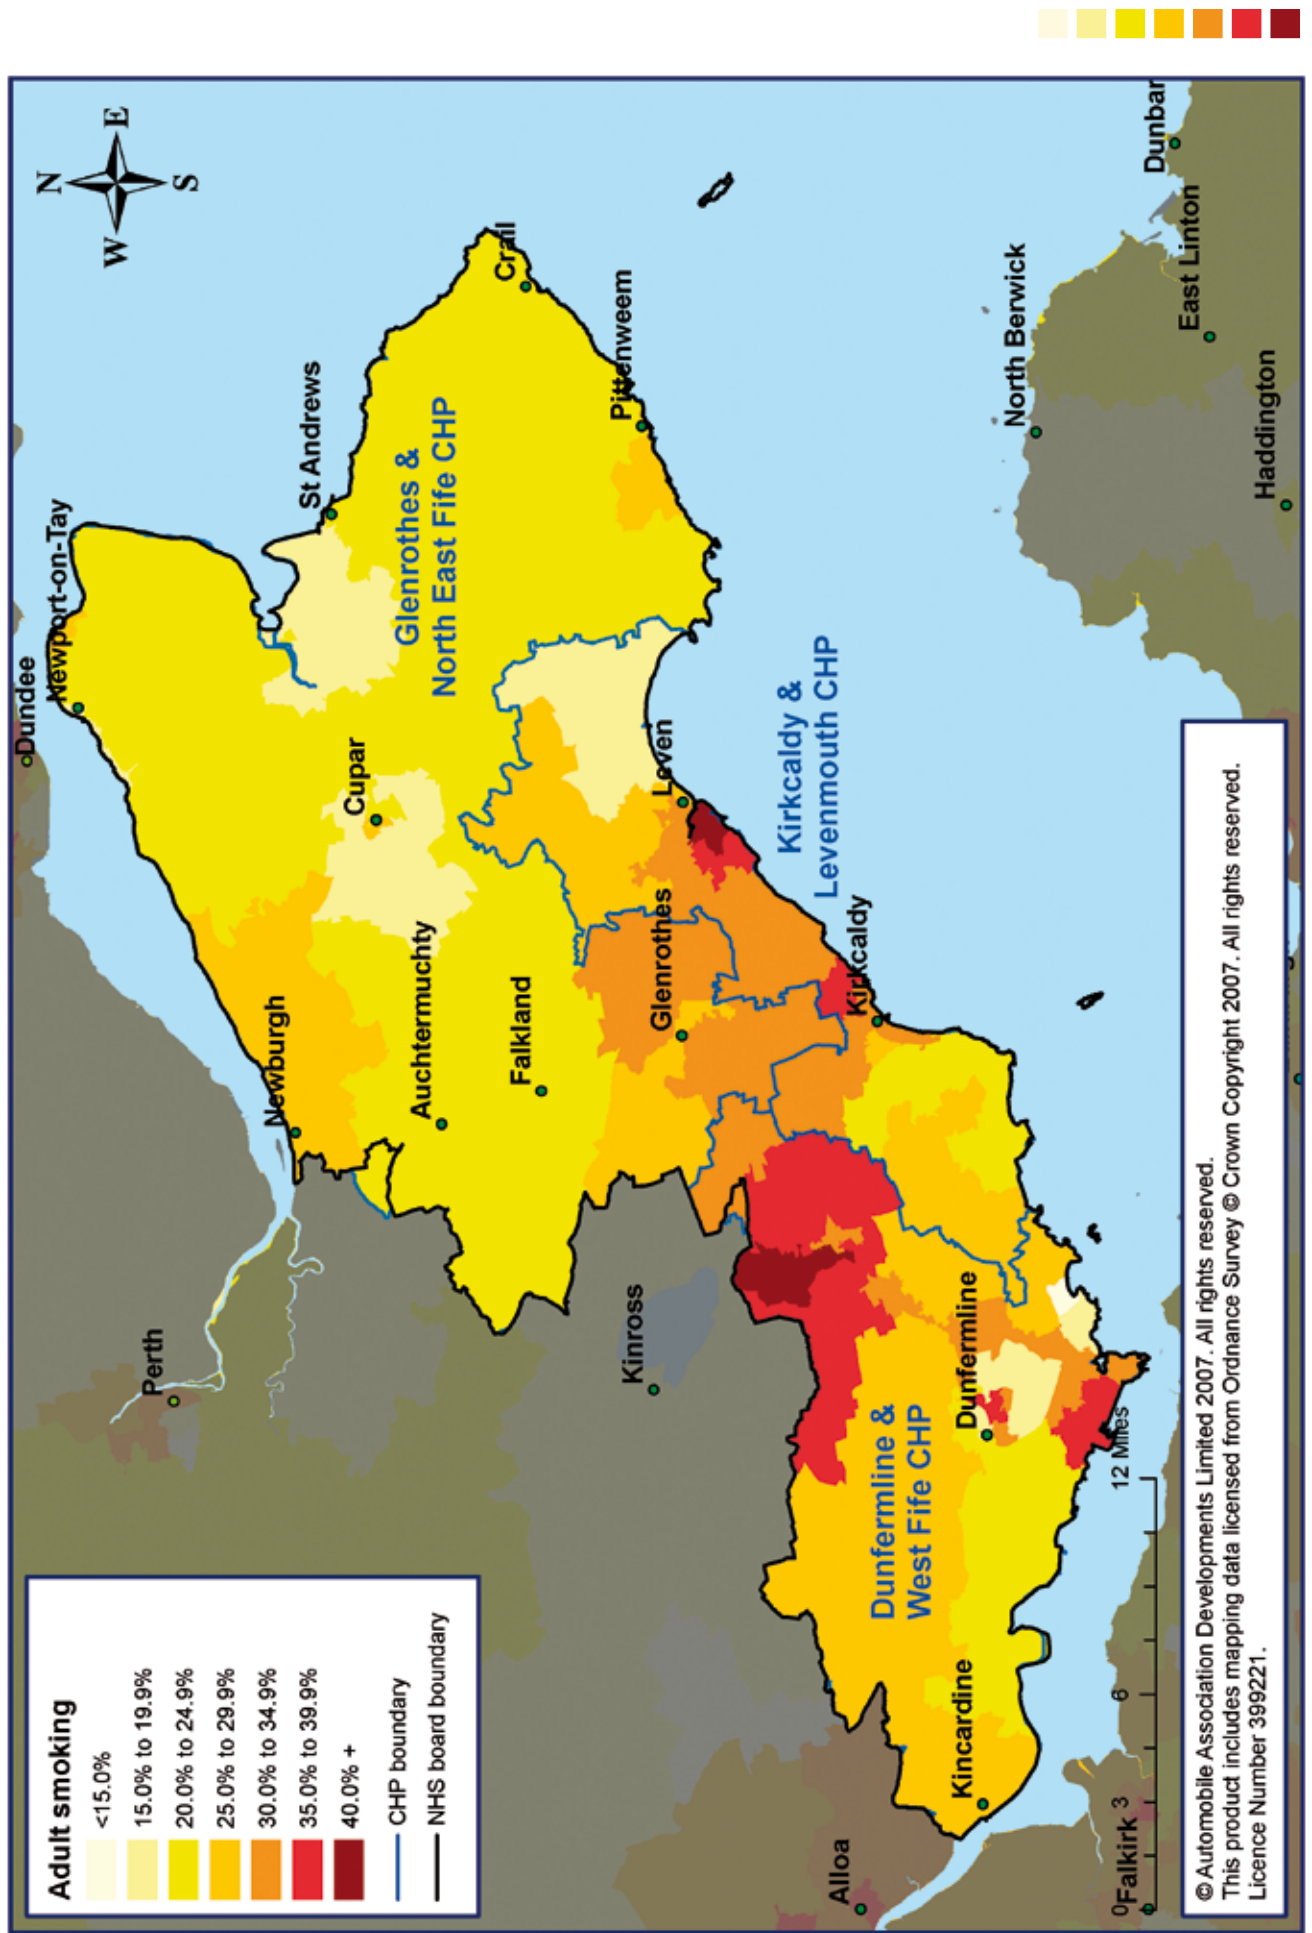 Adult smoking
<15.0%
15.0% to 19.9%
20.0% to 24.9%
25.0% to 29.9%
30.0% to 34.9%
35.0% to 39.9%
40.0% +
CHP boundary
NHS board boundary
N
W
E
S
Perth
Dundee
Newport-on-Tay
Newburgh
St Andrews
Cupar
Auchtermuchty
Glenrothes &
North East Fife CHP
Crail
Falkland
Pittenweem
Kinross
Glenrothes
Leven
Kirkcaldy &
Levenmouth CHP
Alloa
Dunfermline &
West Fife CHP
Kirkcaldy
Kincardine
Dunfermline
North Berwick
Dunbar
East Linton
Haddington
Falkirk
0
3
6
12 Miles
© Automobile Association Developments Limited 2007. All rights reserved.
This product includes mapping data licensed from Ordnance Survey © Crown Copyright 2007. All rights reserved.
Licence Number 399221.